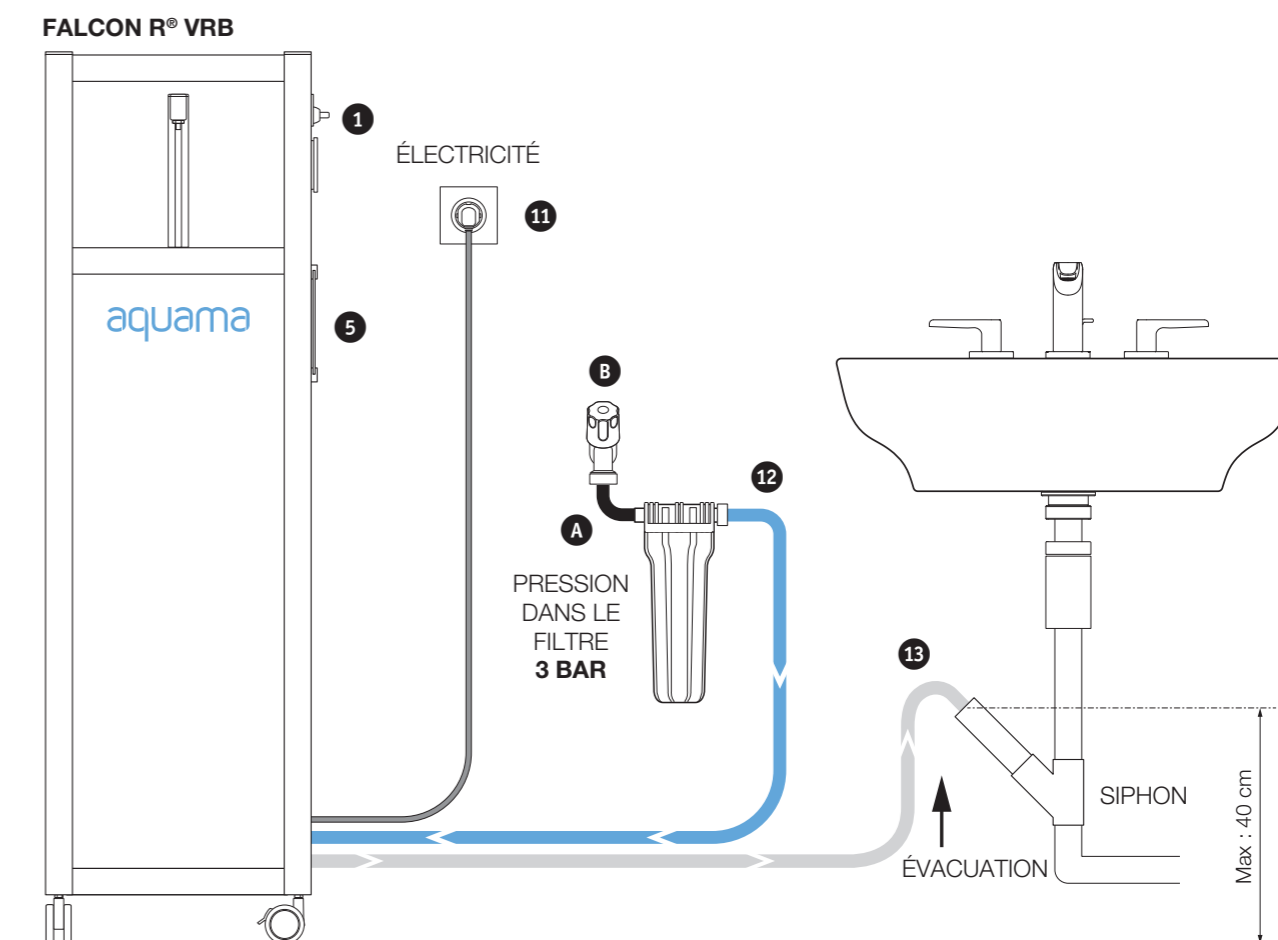 FALCON R® VRB
1
ÉLECTRICITÉ
11
aquama
5
B
12
A
PRESSION
DANS LE
FILTRE
3 BAR
13
SIPHON
Max : 40 cm
ÉVACUATION